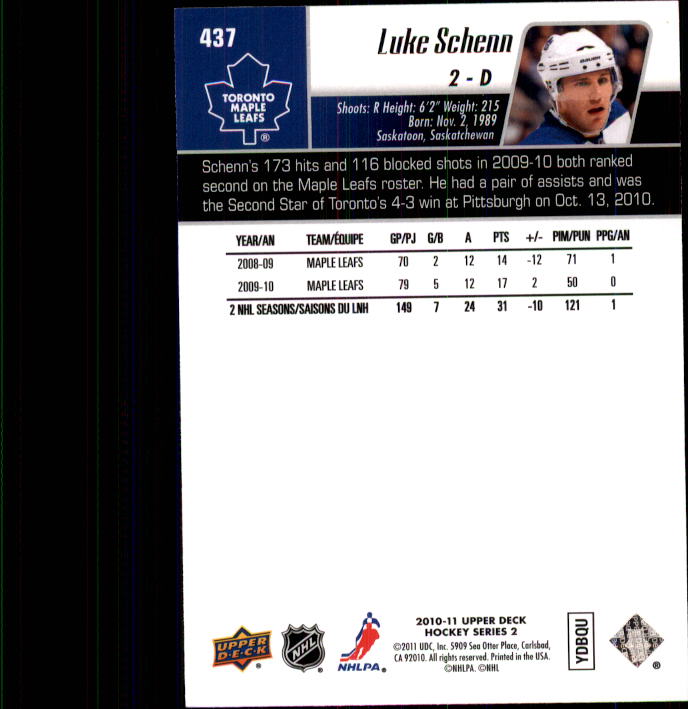 437
Luke Schenn
2 - D
TORONTO
MAPLE
LEAFS
®
BAUER
Shoots: R Height: 6'2" Weight: 215
Born: Nov. 2, 1989
Saskatoon, Saskatchewan
Schenn's 173 hits and 116 blocked shots in 2009-10 both ranked
second on the Maple Leafs roster. He had a pair of assists and was
the Second Star of Toronto's 4-3 win at Pittsburgh on Oct. 13, 2010.
YEAR/AN TEAM/ÉQUIPE GP/PJ G/B A PTS +/- PIM/PUN PPG/AN
2008-09 MAPLE LEAFS 70 2 12 14 -12 71 1
2009-10 MAPLE LEAFS 79 5 12 17 2 50 0
2 NHL SEASONS/SAISONS DU LNH 149 7 24 31 -10 121 1
UPPER
D·E·C·K ®
NHL ®
NHLPA. ®
2010-11 UPPER DECK
HOCKEY SERIES 2
©2011 UDC, Inc. 5909 Sea Otter Place, Carlsbad,
CA 92010. All rights reserved. Printed in the USA.
©NHLPA. ©NHL
YDBQU
®